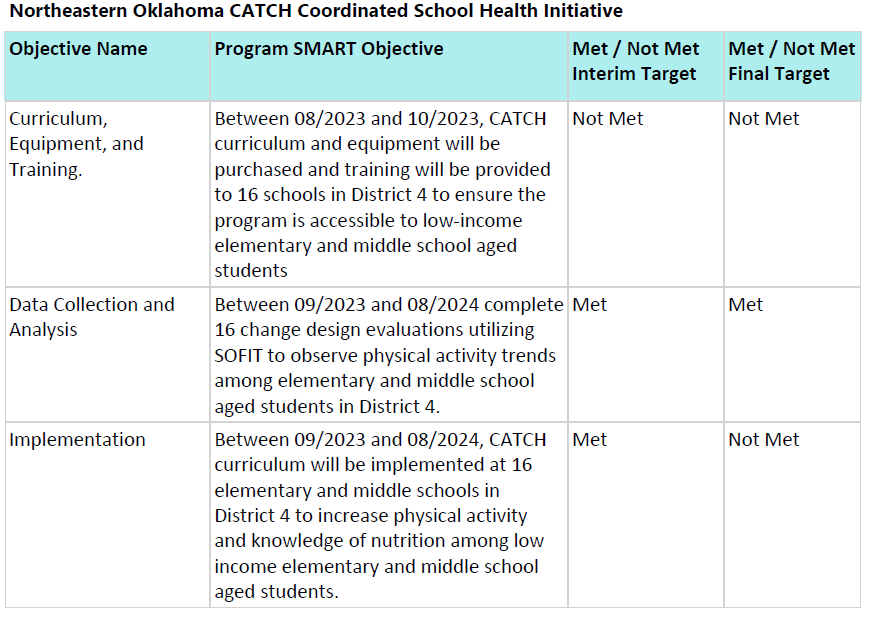 Northeastern Oklahoma CATCH Coordinated School Health Initiative
Objective Name
Program SMART Objective
Met / Not Met
Interim Target
Met / Not Met
Final Target
Curriculum,
Equipment, and
Training.
Between 08/2023 and 10/2023, CATCH
curriculum and equipment will be
purchased and training will be provided
to 16 schools in District 4 to ensure the
program is accessible to low-income
elementary and middle school aged
students
Not Met
Not Met
Data Collection and
Analysis
Between 09/2023 and 08/2024 complete
16 change design evaluations utilizing
SOFIT to observe physical activity trends
among elementary and middle school
aged students in District 4.
Met
Met
Implementation
Between 09/2023 and 08/2024, CATCH
curriculum will be implemented at 16
elementary and middle schools in
District 4 to increase physical activity
and knowledge of nutrition among low
income elementary and middle school
aged students.
Met
Not Met